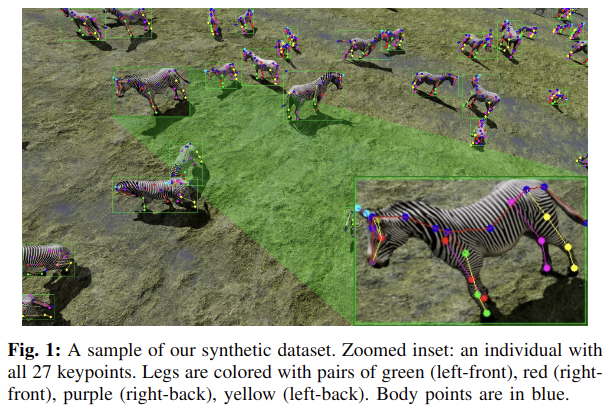 Fig. 1: A sample of our synthetic dataset. Zoomed inset: an individual with
all 27 keypoints. Legs are colored with pairs of green (left-front), red (right-
front), purple (right-back), yellow (left-back). Body points are in blue.